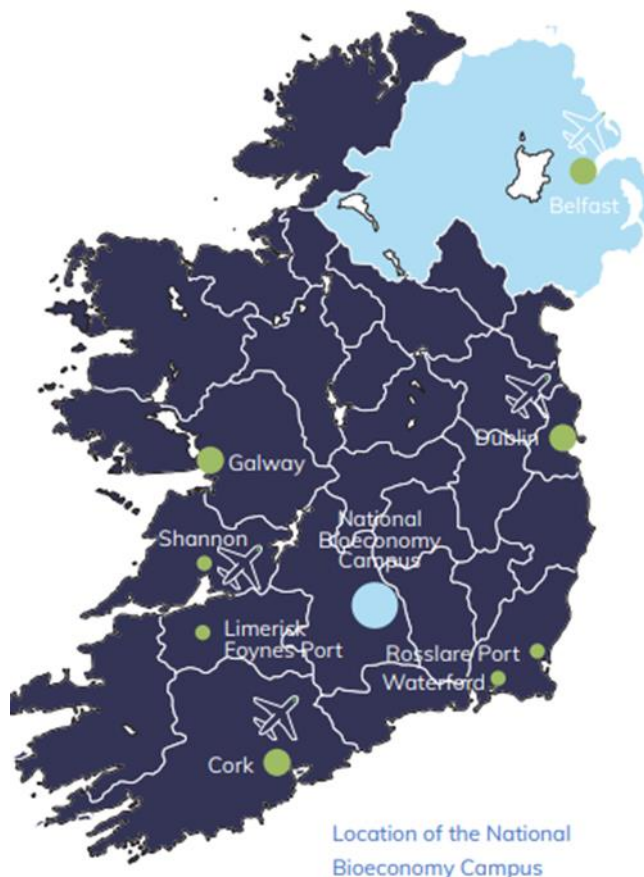 Belfast
Dublin
Galway
National
Bioeconomy
Campus
Shannon
Limerick
Foynes Port
Rosslare Port
Waterford
Cork
Location of the National
Bioeconomy Campus